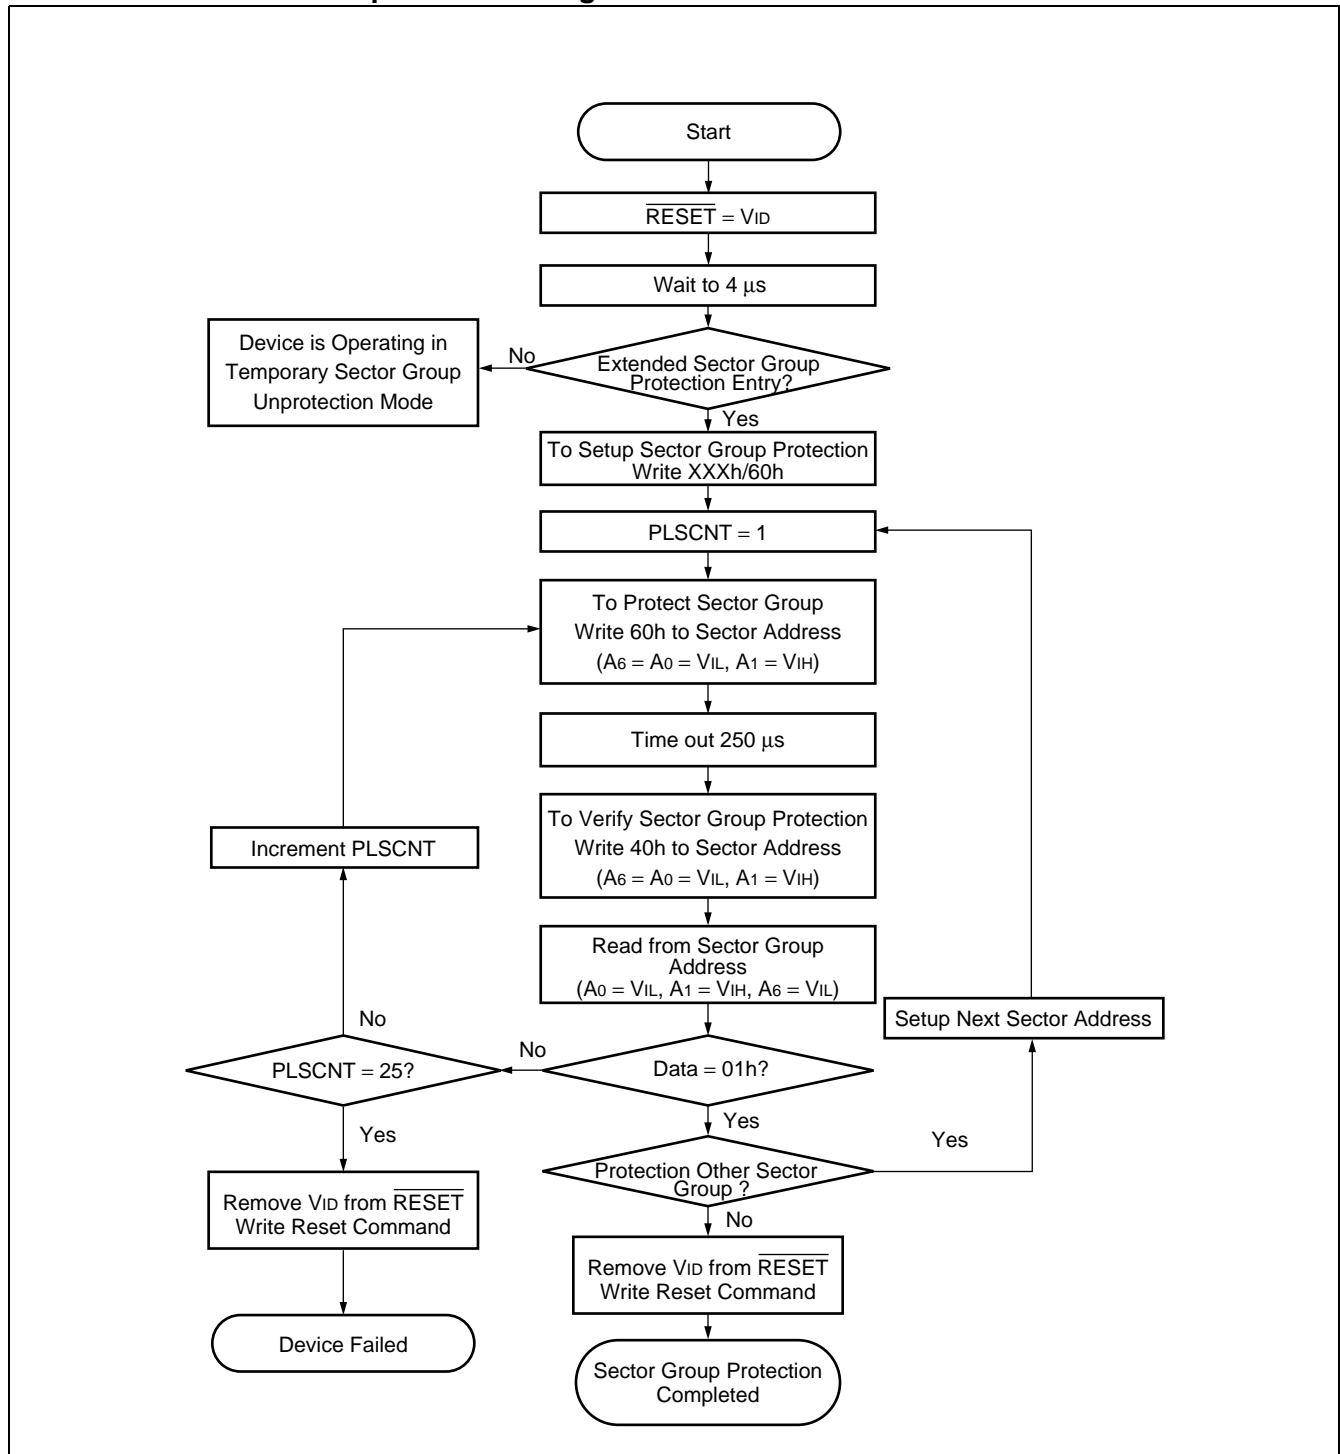 Start
RESET = VID
Wait to 4 μs
Device is Operating in
Temporary Sector Group
Unprotection Mode
No
Extended Sector Group
Protection Entry?
Yes
To Setup Sector Group Protection
Write XXXh/60h
PLSCNT = 1
To Protect Sector Group
Write 60h to Sector Address
(A6 = A0 = VIL, A1 = VIH)
Time out 250 μs
To Verify Sector Group Protection
Write 40h to Sector Address
(A6 = A0 = VIL, A1 = VIH)
Increment PLSCNT
Read from Sector Group
Address
(A0 = VIL, A1 = VIH, A6 = VIL)
Setup Next Sector Address
No
PLSCNT = 25?
No
Data = 01h?
Yes
Yes
Yes
Protection Other Sector
Group ?
No
Remove VID from RESET
Write Reset Command
Remove VID from RESET
Write Reset Command
Device Failed
Sector Group Protection
Completed